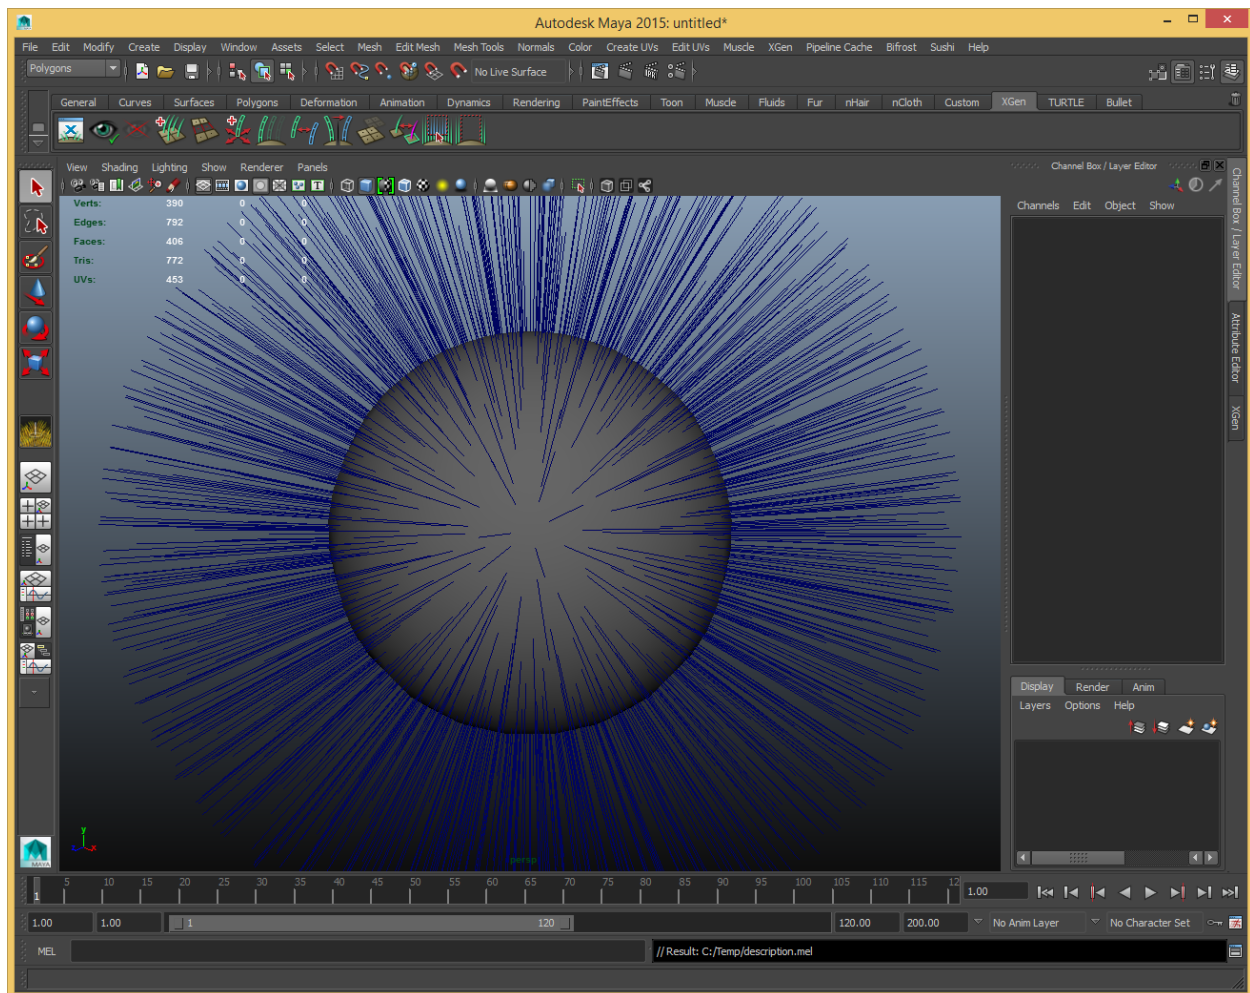 Autodesk Maya 2015: untitled*
File Edit Modify Create Display Window Assets Select Mesh Edit Mesh Mesh Tools Normals Color Create UVs Edit UVs Muscle XGen Pipeline Cache Bifrost Sushi Help
Polygons No Live Surface
General Curves Surfaces Polygons Deformation Animation Dynamics Rendering PaintEffects Toon Muscle Fluids Fur nHair nCloth Custom XGen TURTLE Bullet
View Shading Lighting Show Renderer Panels
Channel Box / Layer Editor
Channels Edit Object Show
Verts: 390 0 0
Edges: 792 0 0
Faces: 406 0 0
Tris: 772 0 0
UVs: 453 0 0
Channel Box / Layer Editor
Attribute Editor
XGen
Display Render Anim
Layers Options Help
y
x
persp
MAYA
1 5 10 15 20 25 30 35 40 45 50 55 60 65 70 75 80 85 90 95 100 105 110 115 12 1.00
1.00 1.00 1 120 120.00 200.00 No Anim Layer No Character Set
MEL // Result: C:/Temp/description.mel